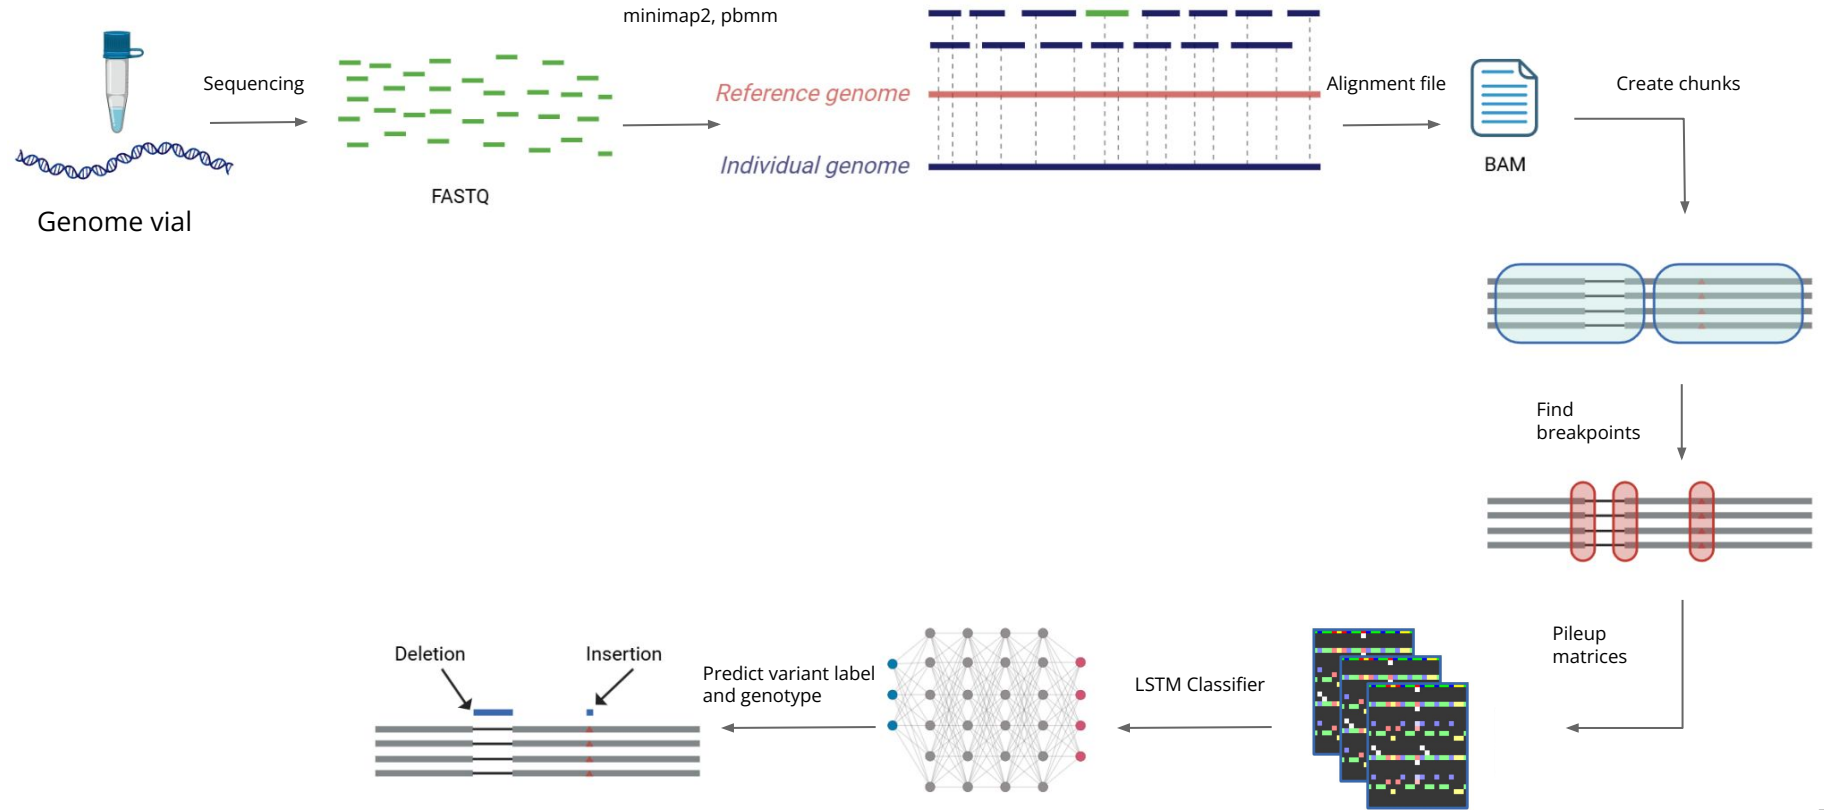 minimap2, pbmm
Sequencing
Reference genome
Alignment file
Create chunks
Individual genome
BAM
FASTQ
Genome vial
Find
breakpoints
Pileup
matrices
Deletion
Insertion
Predict variant label
and genotype
LSTM Classifier